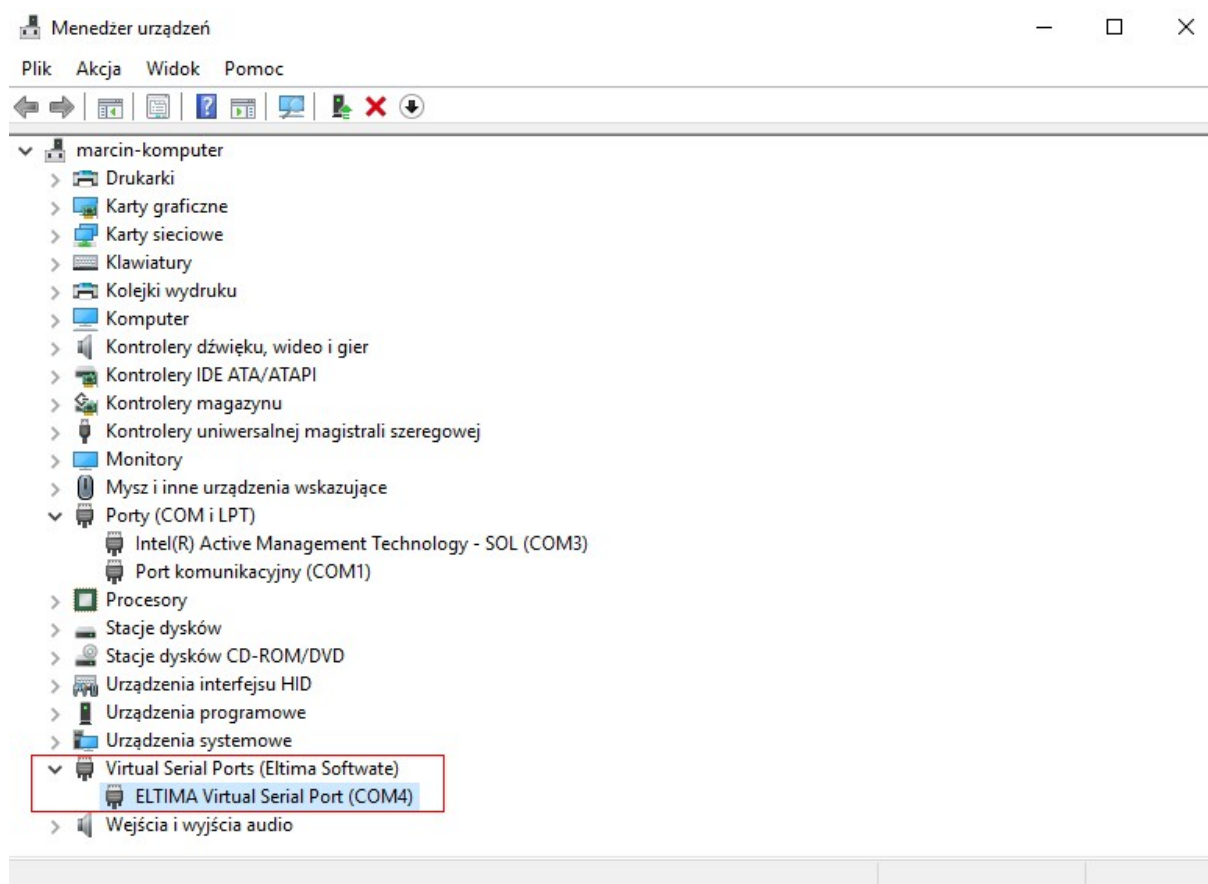 Menedżer urządzeń
Plik Akcja Widok Pomoc
marcin-komputer
Drukarki
Karty graficzne
Karty sieciowe
Klawiatury
Kolejki wydruku
Komputer
Kontrolery dźwięku, wideo i gier
Kontrolery IDE ATA/ATAPI
Kontrolery magazynu
Kontrolery uniwersalnej magistrali szeregowej
Monitory
Mysz i inne urządzenia wskazujące
Porty (COM i LPT)
Intel(R) Active Management Technology - SOL (COM3)
Port komunikacyjny (COM1)
Procesory
Stacje dysków
Stacje dysków CD-ROM/DVD
Urządzenia interfejsu HID
Urządzenia programowe
Urządzenia systemowe
Virtual Serial Ports (Eltima Softwate)
ELTIMA Virtual Serial Port (COM4)
Wejścia i wyjścia audio